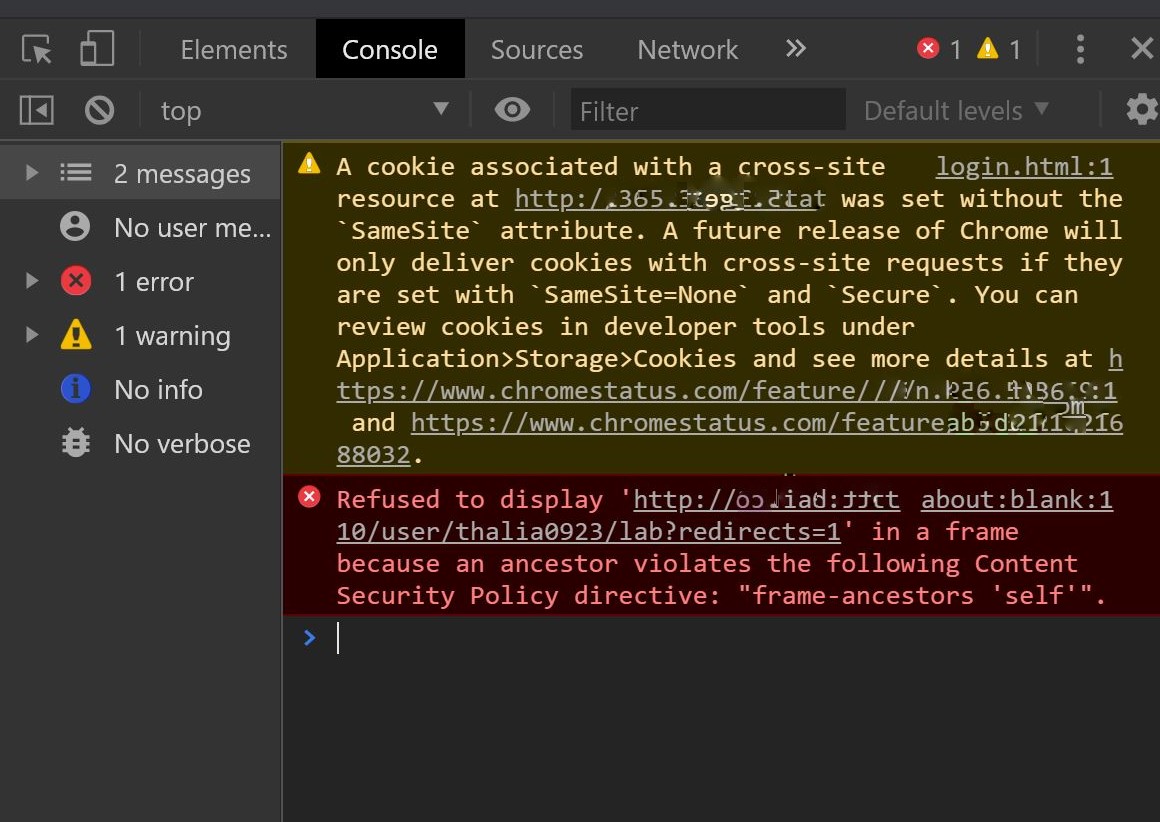 Elements
Console
Sources
Network
1
1
top
Filter
Default levels
2 messages
No user me...
1 error
1 warning
No info
No verbose
A cookie associated with a cross-site login.html:1
resource at http:/ was set without the
`SameSite` attribute. A future release of Chrome will
only deliver cookies with cross-site requests if they
are set with `SameSite=None` and `Secure`. You can
review cookies in developer tools under
Application>Storage>Cookies and see more details at h
ttps://www.chromestatus.com/feature/
and https://www.chromestatus.com/feature
88032.
Refused to display 'http:// about:blank:1
10/user/thalia0923/lab?redirects=1' in a frame
because an ancestor violates the following Content
Security Policy directive: "frame-ancestors 'self'".